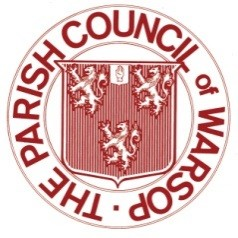 THE PARISH COUNCIL of WARSOP ·